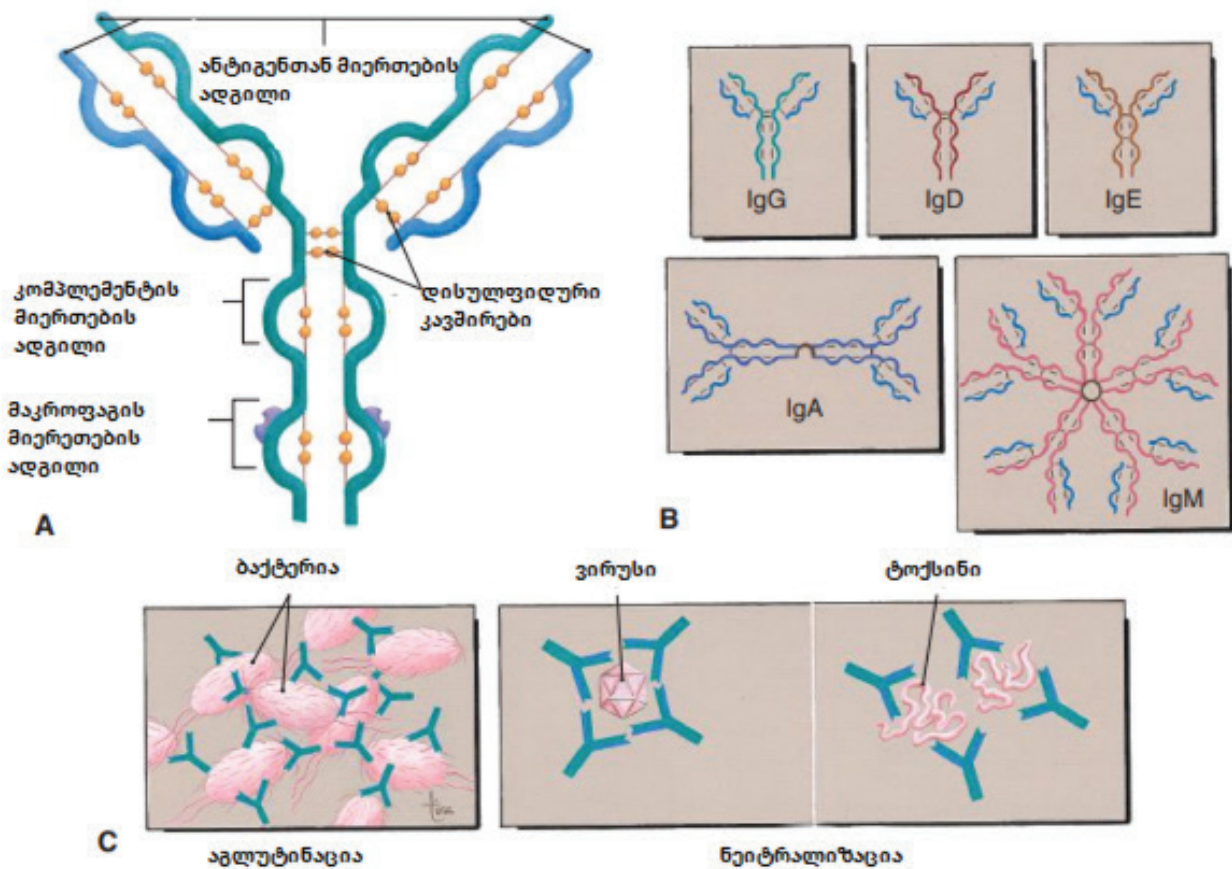 ანტიგენთან მიერთების
ადგილი
კომპლემენტის
მიერთების
ადგილი
დისულფიდური
კავშირები
მაკროფაგის
მიერეთების
ადგილი
A
IgG
IgD
IgE
IgA
IgM
B
ბაქტერია
ვირუსი
ტოქსინი
C
აგლუტინაცია
ნეიტრალიზაცია